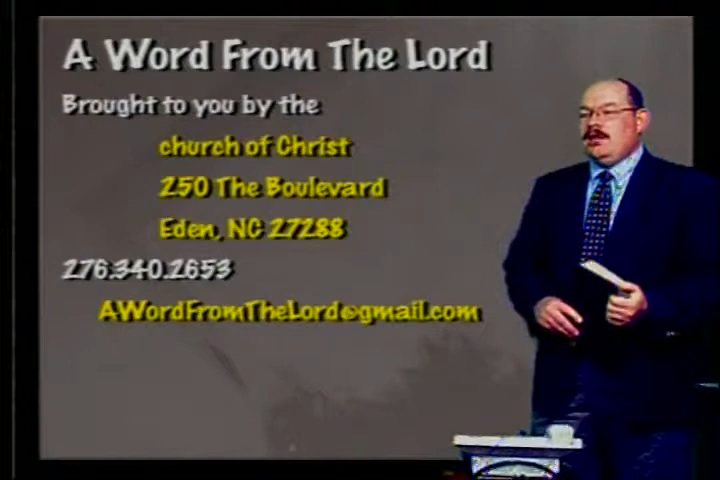 A Word From The Lord
Brought to you by the
church of Christ
250 The Boulevard
Eden, NC 27288
276.340.2653
AWordFromTheLord@gmail.com